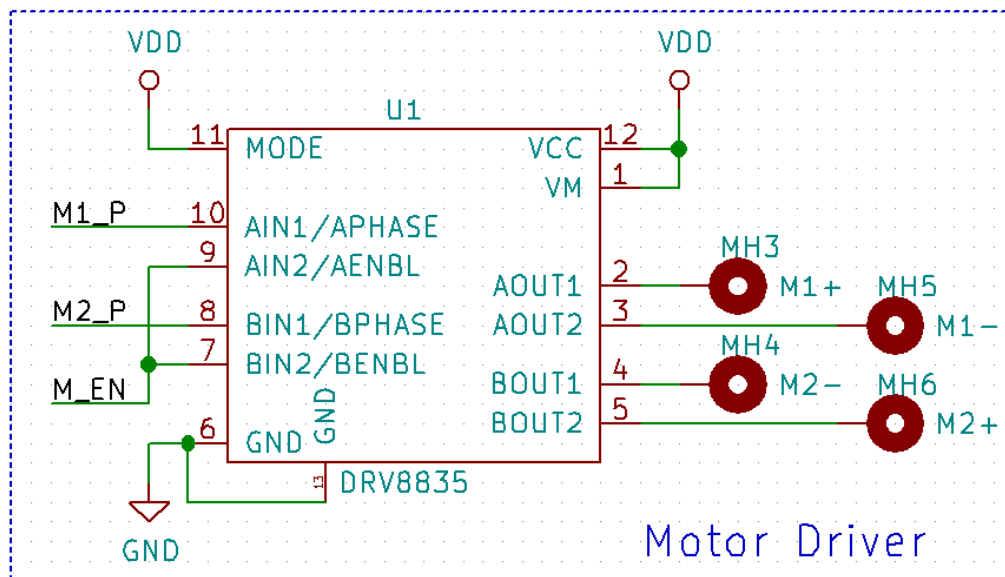 VDD
VDD
U1
11 MODE
VCC 12
VM 1
M1_P
10 AIN1/APHASE
9 AIN2/AENBL
MH3
AOUT1 2
M1+
MH5
M2_P
8 BIN1/BPHASE
AOUT2 3
M1-
7 BIN2/BENBL
MH4
M_EN
BOUT1 4
M2-
MH6
6 GND
GND
BOUT2 5
M2+
13
DRV8835
GND
Motor Driver